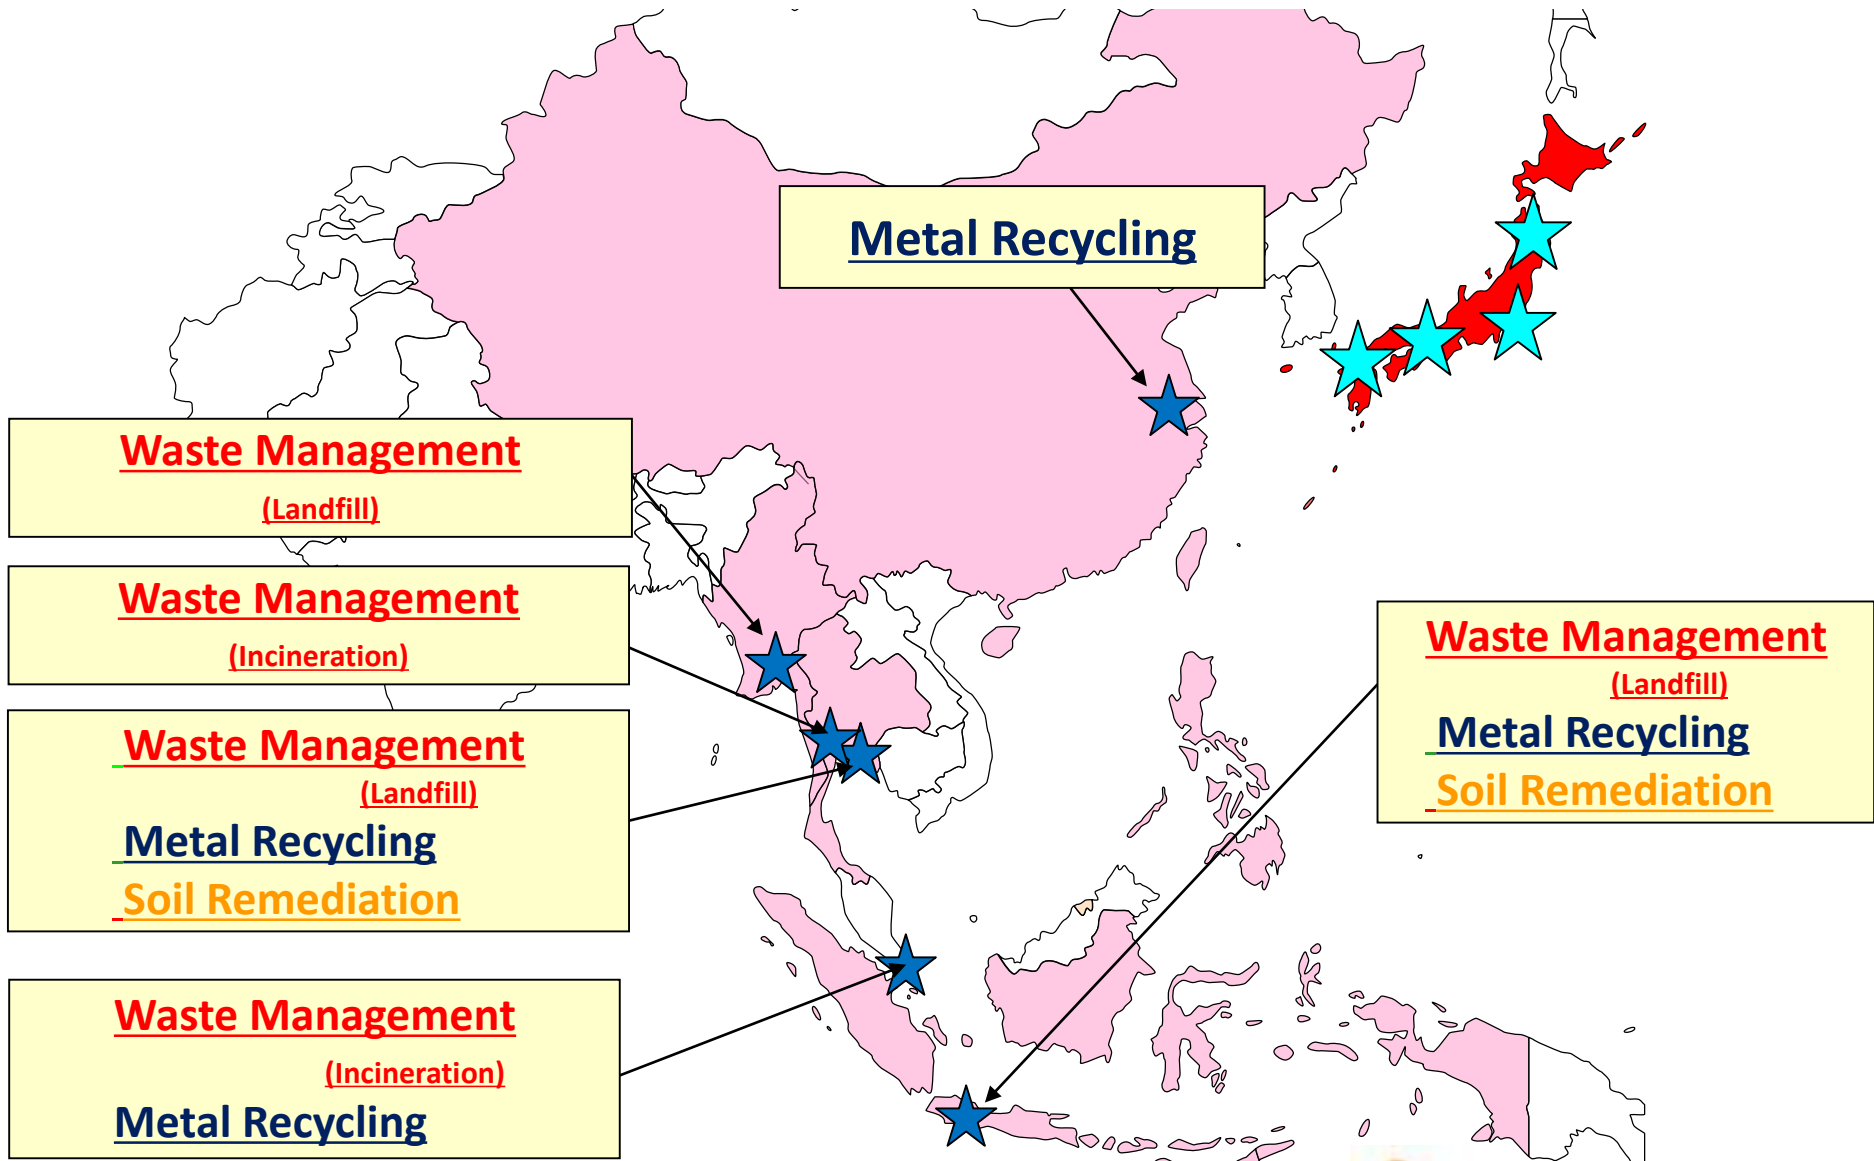 Metal Recycling
Waste Management
(Landfill)
Waste Management
(Incineration)
Waste Management
(Landfill)
Metal Recycling
Soil Remediation
Waste Management
(Incineration)
Metal Recycling
Waste Management
(Landfill)
Metal Recycling
Soil Remediation